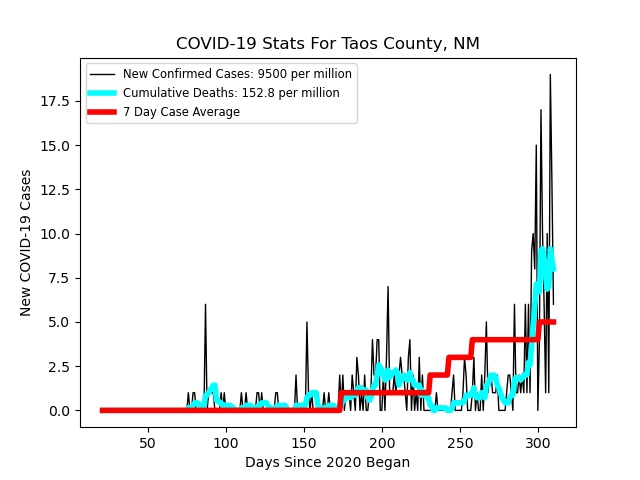 COVID-19 Stats For Taos County, NM
New Confirmed Cases: 9500 per million
Cumulative Deaths: 152.8 per million
7 Day Case Average
New COVID-19 Cases
17.5
15.0
12.5
10.0
7.5
5.0
2.5
0.0
50 100 150 200 250 300
Days Since 2020 Began